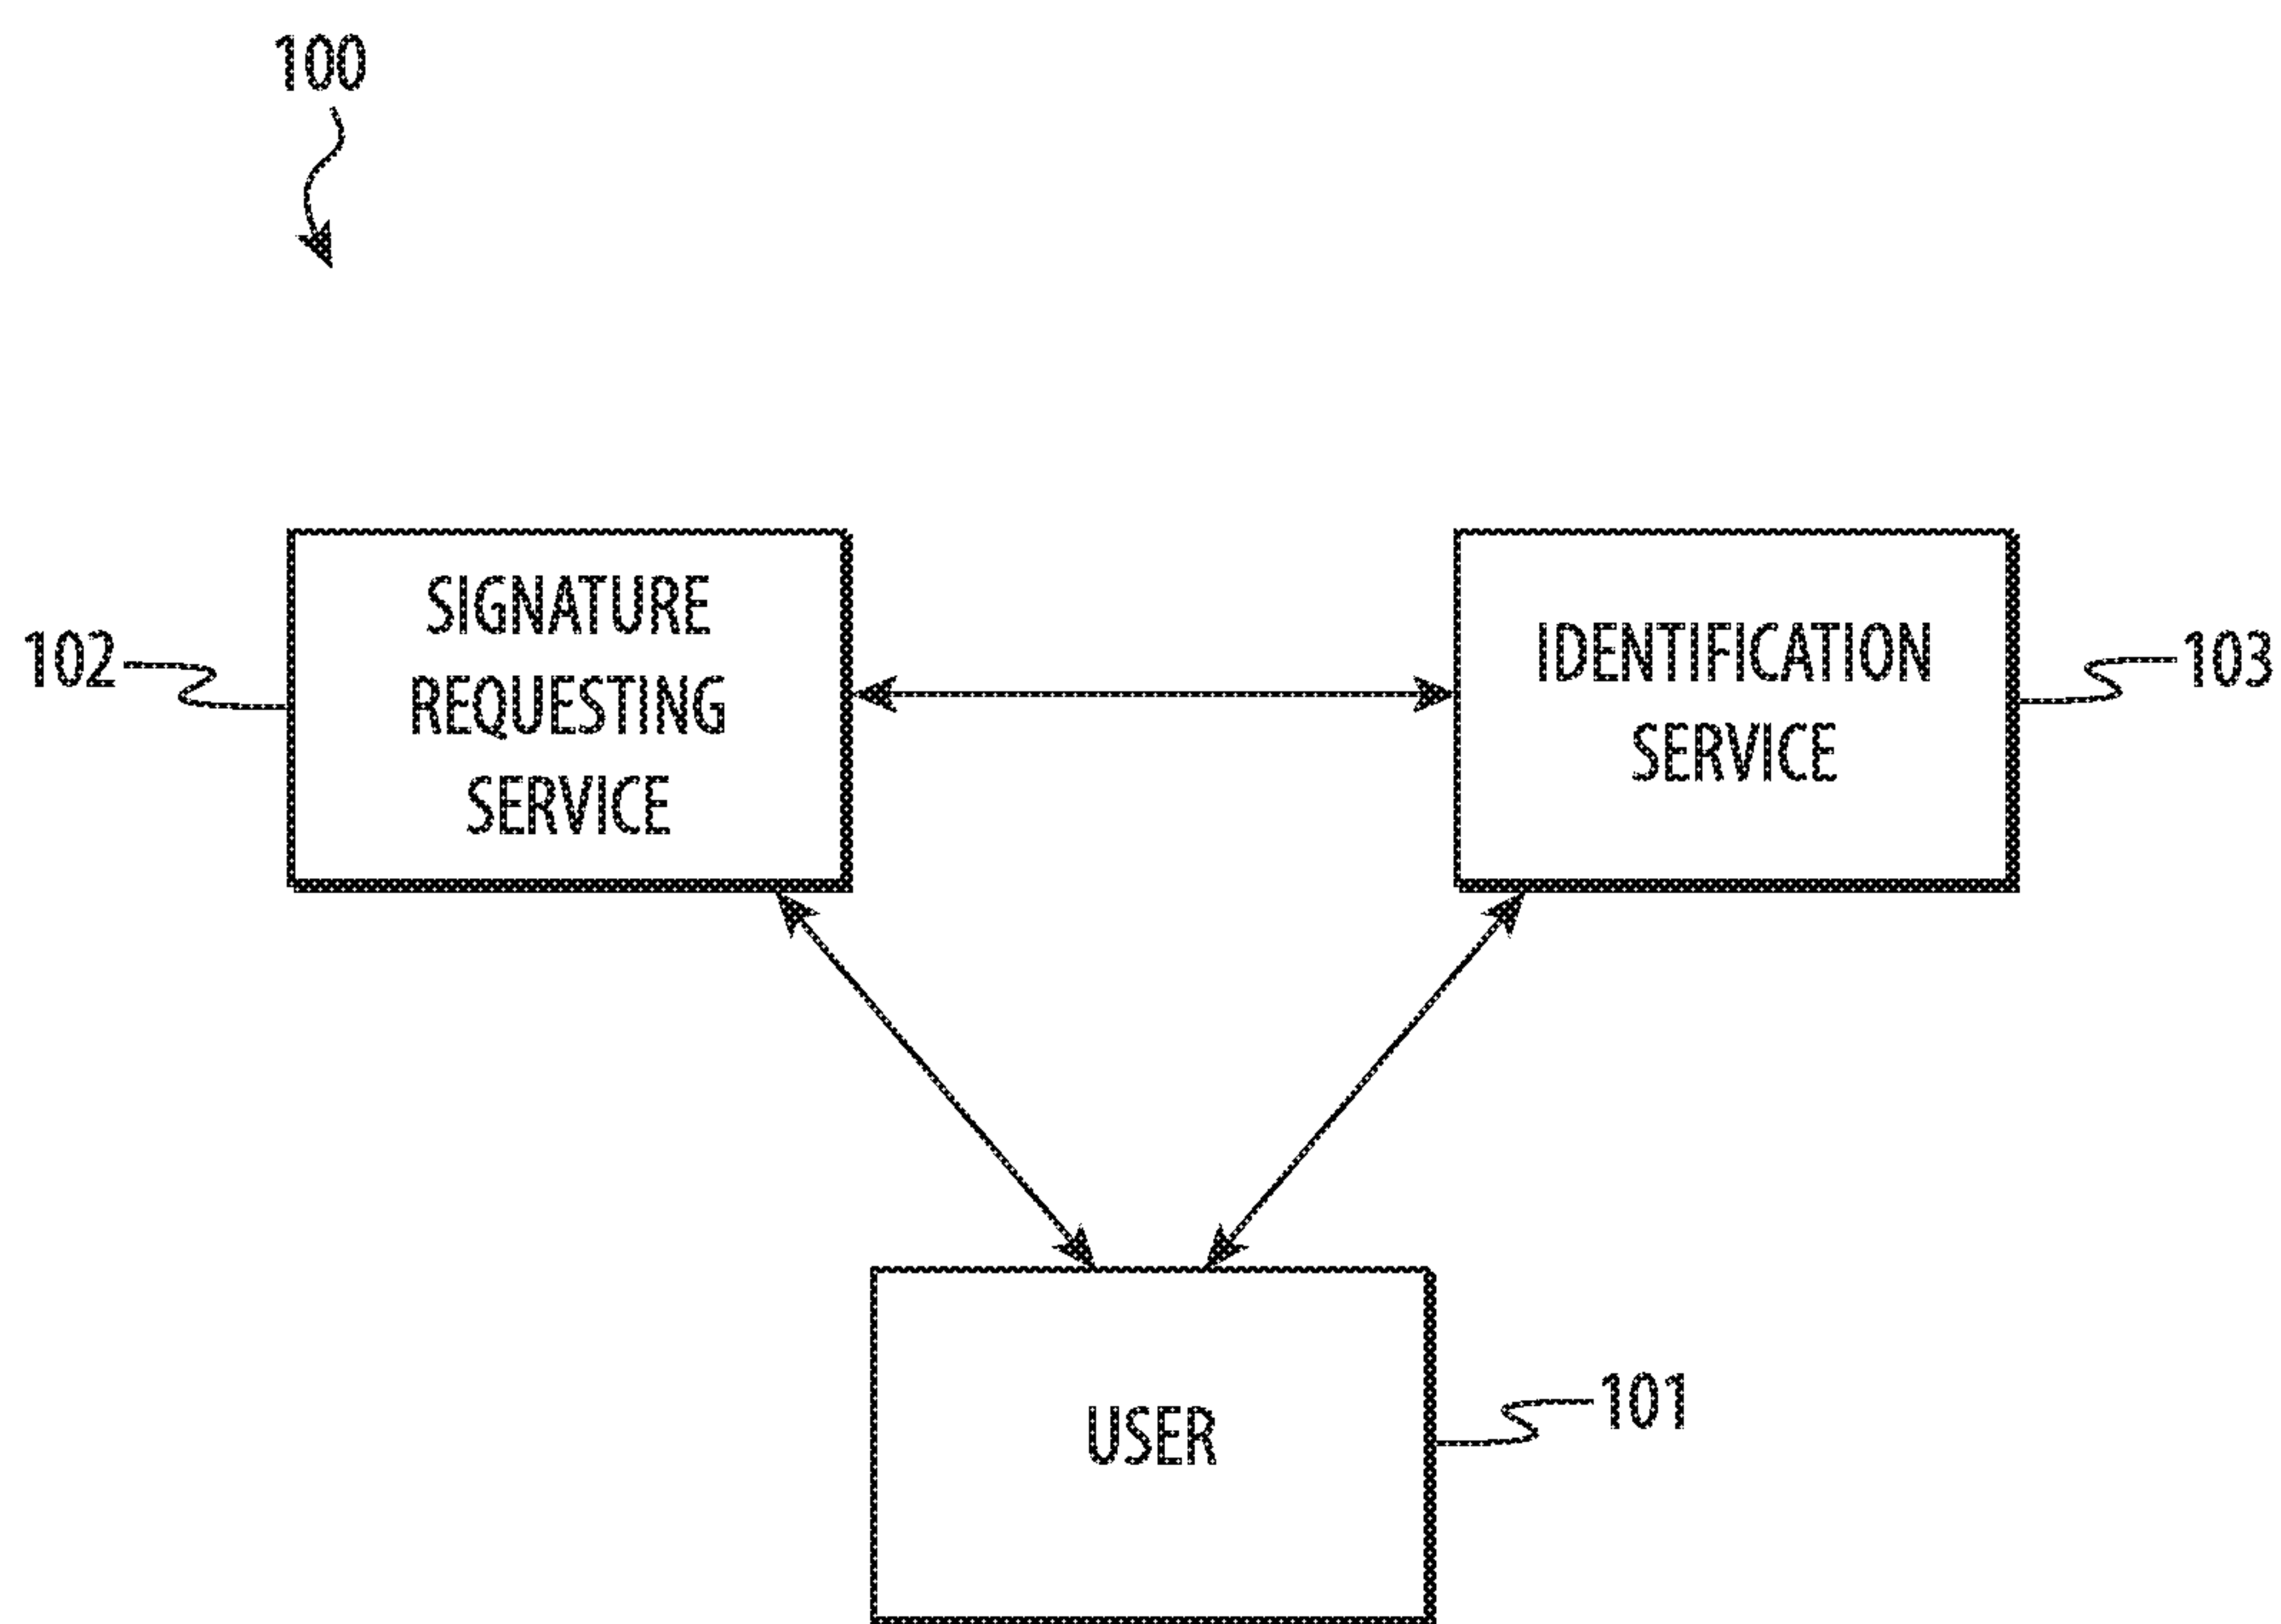 100
SIGNATURE
REQUESTING
SERVICE
102
IDENTIFICATION
SERVICE
103
USER
101